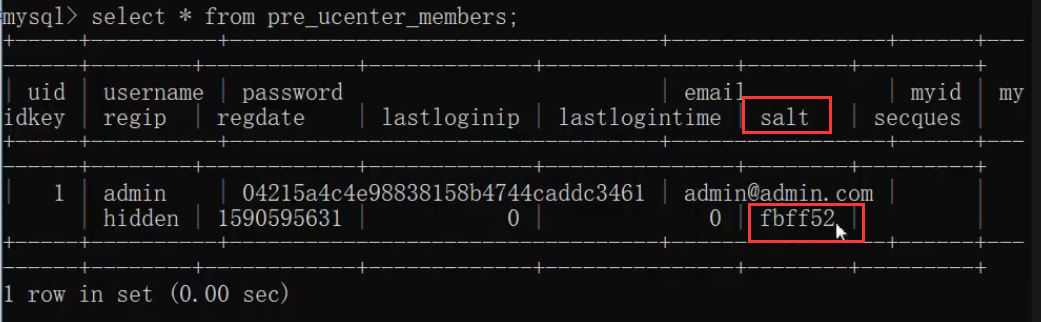 mysql> select * from pre_ucenter_members;
+-----+----------+----------------------------------+-----------------+------+---
------+--------+------------+-------------+---------------+--------+---------+
| uid | username | password | email | myid | my
idkey | regip | regdate | lastloginip | lastlogintime | salt | secques |
+-----+----------+----------------------------------+-----------------+------+---
------+--------+------------+-------------+---------------+--------+---------+
| 1 | admin | 04215a4c4e98838158b4744caddc3461 | admin@admin.com | |
| hidden | 1590595631 | 0 | 0 | fbff52 | |
+-----+----------+----------------------------------+-----------------+------+---
------+--------+------------+-------------+---------------+--------+---------+
1 row in set (0.00 sec)